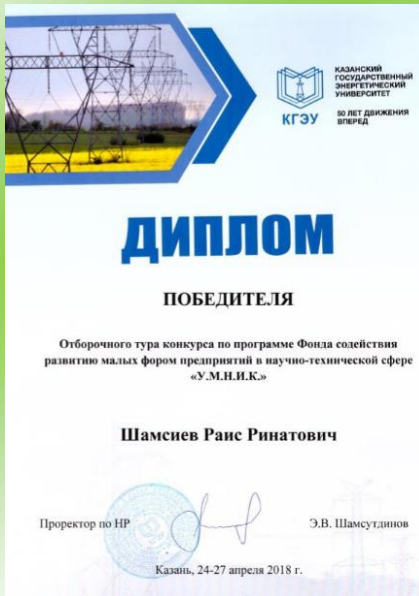 КАЗАНСКИЙ
ГОСУДАРСТВЕННЫЙ
ЭНЕРГЕТИЧЕСКИЙ
УНИВЕРСИТЕТ
КГЭУ
50 ЛЕТ ДВИЖЕНИЯ
ВПЕРЕД
ДИПЛОМ
ПОБЕДИТЕЛЯ
Отборочного тура конкурса по программе Фонда содействия
развитию малых фором предприятий в научно-технической сфере
«У.М.Н.И.К.»
Шамсиев Раис Ринатович
Проректор по НР
Э.В. Шамсутдинов
Казань, 24-27 апреля 2018 г.